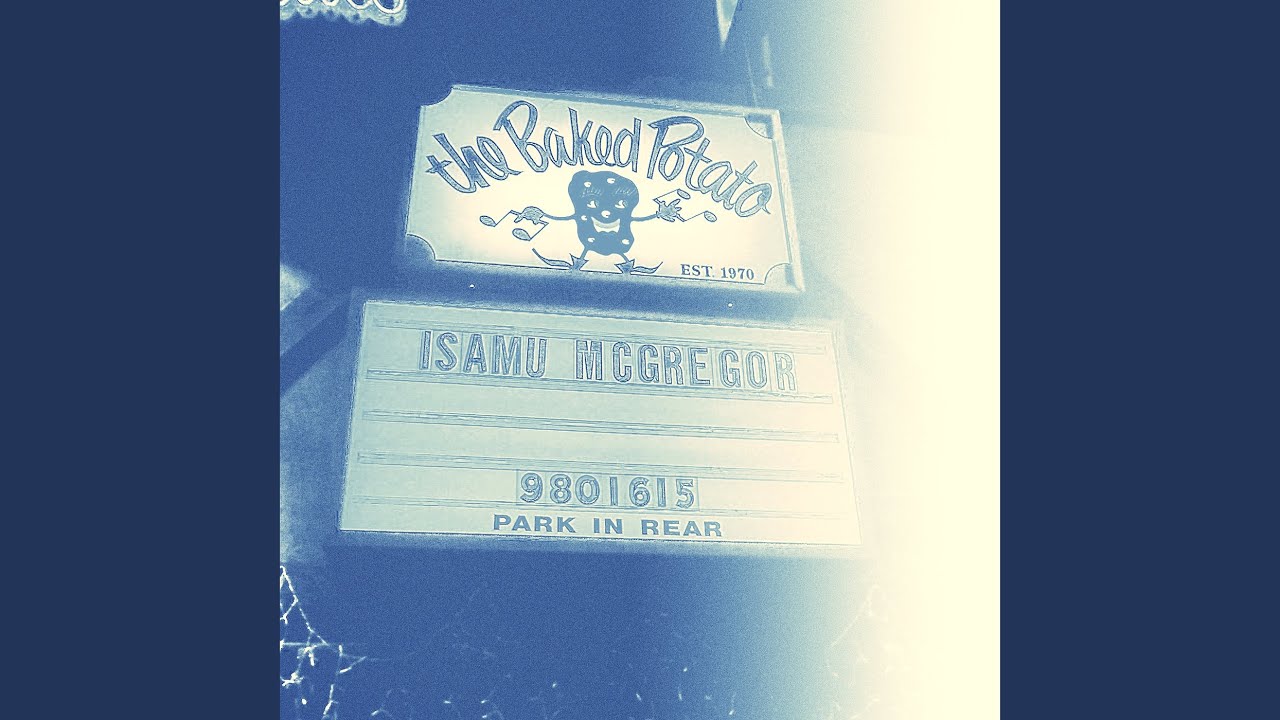 the Baked Potato
EST. 1970
ISAMU MCGREGOR
9801615
PARK IN REAR